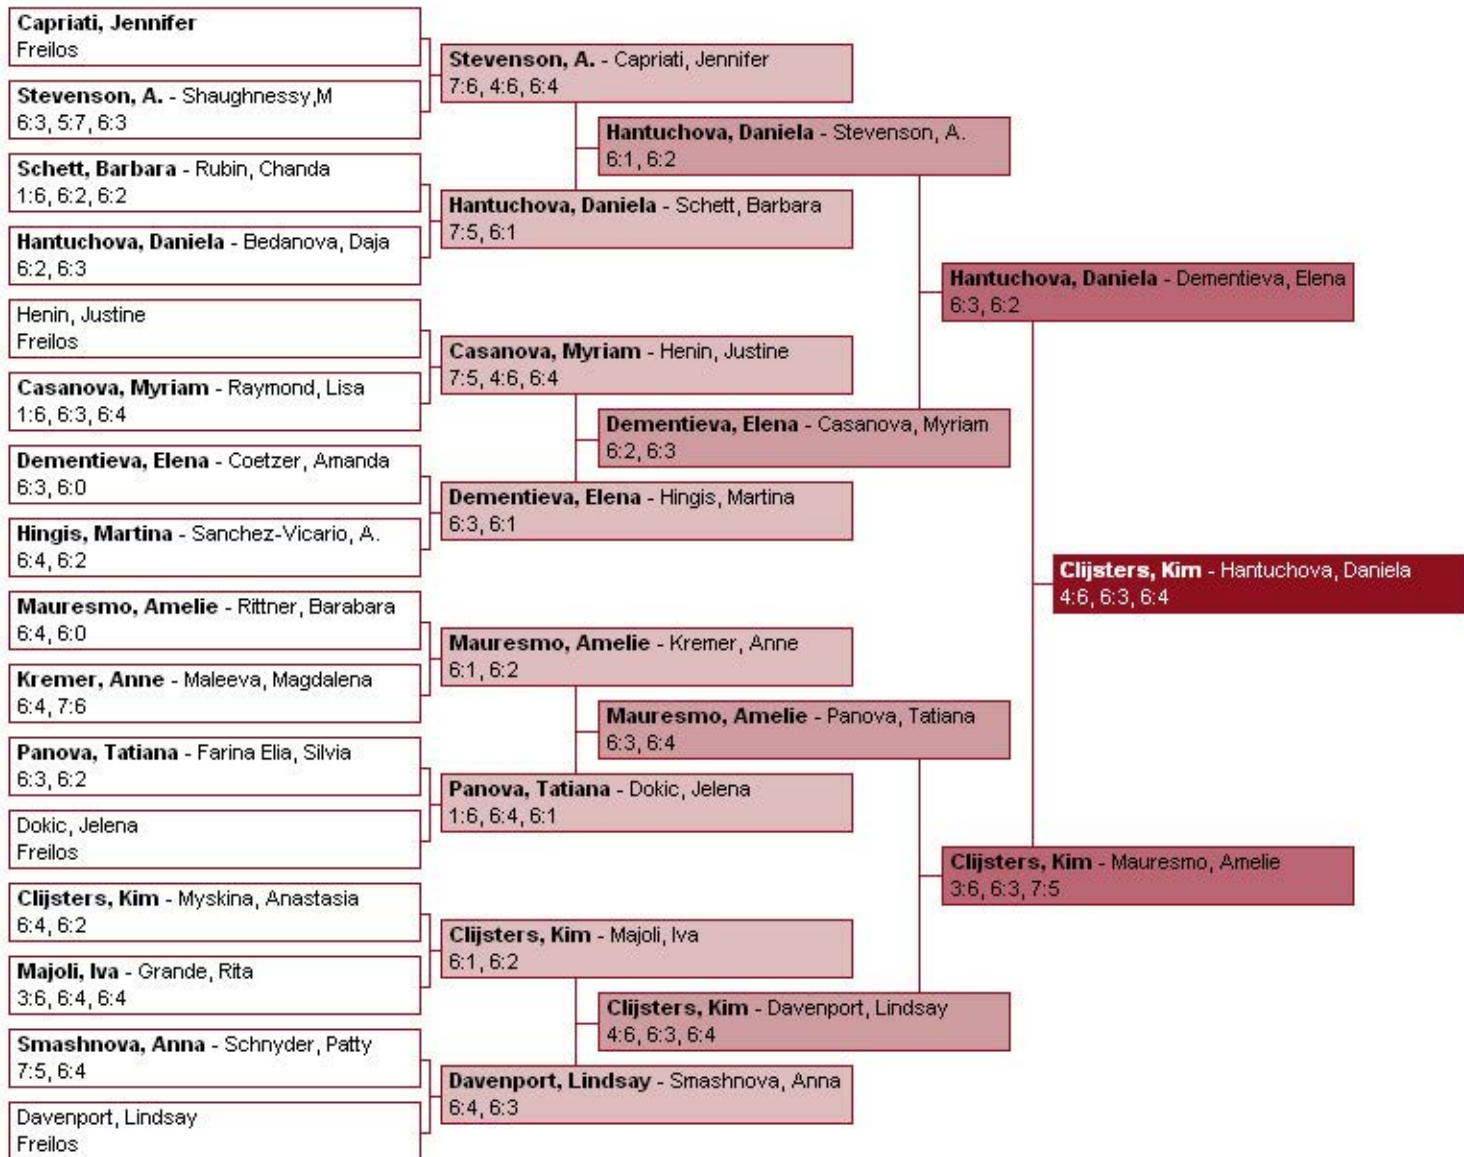 Capriati, Jennifer
Freilos
Stevenson, A. - Shaughnessy,M
6:3, 5:7, 6:3
Schett, Barbara - Rubin, Chanda
1:6, 6:2, 6:2
Hantuchova, Daniela - Bedanova, Daja
6:2, 6:3
Henin, Justine
Freilos
Casanova, Myriam - Raymond, Lisa
1:6, 6:3, 6:4
Dementieva, Elena - Coetzer, Amanda
6:3, 6:0
Hingis, Martina - Sanchez-Vicario, A.
6:4, 6:2
Mauresmo, Amelie - Rittner, Barabara
6:4, 6:0
Kremer, Anne - Maleeva, Magdalena
6:4, 7:6
Panova, Tatiana - Farina Elia, Silvia
6:3, 6:2
Dokic, Jelena
Freilos
Clijsters, Kim - Myskina, Anastasia
6:4, 6:2
Majoli, Iva - Grande, Rita
3:6, 6:4, 6:4
Smashnova, Anna - Schnyder, Patty
7:5, 6:4
Davenport, Lindsay
Freilos
Stevenson, A. - Capriati, Jennifer
7:6, 4:6, 6:4
Hantuchova, Daniela - Schett, Barbara
7:5, 6:1
Casanova, Myriam - Henin, Justine
7:5, 4:6, 6:4
Dementieva, Elena - Hingis, Martina
6:3, 6:1
Mauresmo, Amelie - Kremer, Anne
6:1, 6:2
Panova, Tatiana - Dokic, Jelena
1:6, 6:4, 6:1
Clijsters, Kim - Majoli, Iva
6:1, 6:2
Davenport, Lindsay - Smashnova, Anna
6:4, 6:3
Hantuchova, Daniela - Stevenson, A.
6:1, 6:2
Dementieva, Elena - Casanova, Myriam
6:2, 6:3
Mauresmo, Amelie - Panova, Tatiana
6:3, 6:4
Clijsters, Kim - Davenport, Lindsay
4:6, 6:3, 6:4
Hantuchova, Daniela - Dementieva, Elena
6:3, 6:2
Clijsters, Kim - Mauresmo, Amelie
3:6, 6:3, 7:5
Clijsters, Kim - Hantuchova, Daniela
4:6, 6:3, 6:4